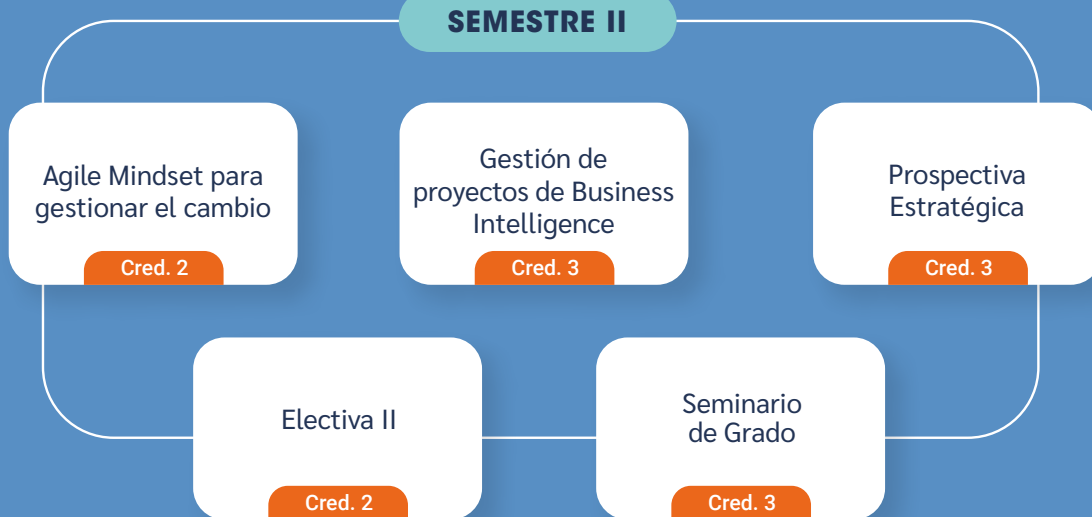 SEMESTRE II
Agile Mindset para
gestionar el cambio
Cred. 2
Gestión de
proyectos de Business
Intelligence
Cred. 3
Prospectiva
Estratégica
Cred. 3
Electiva II
Cred. 2
Seminario
de Grado
Cred. 3